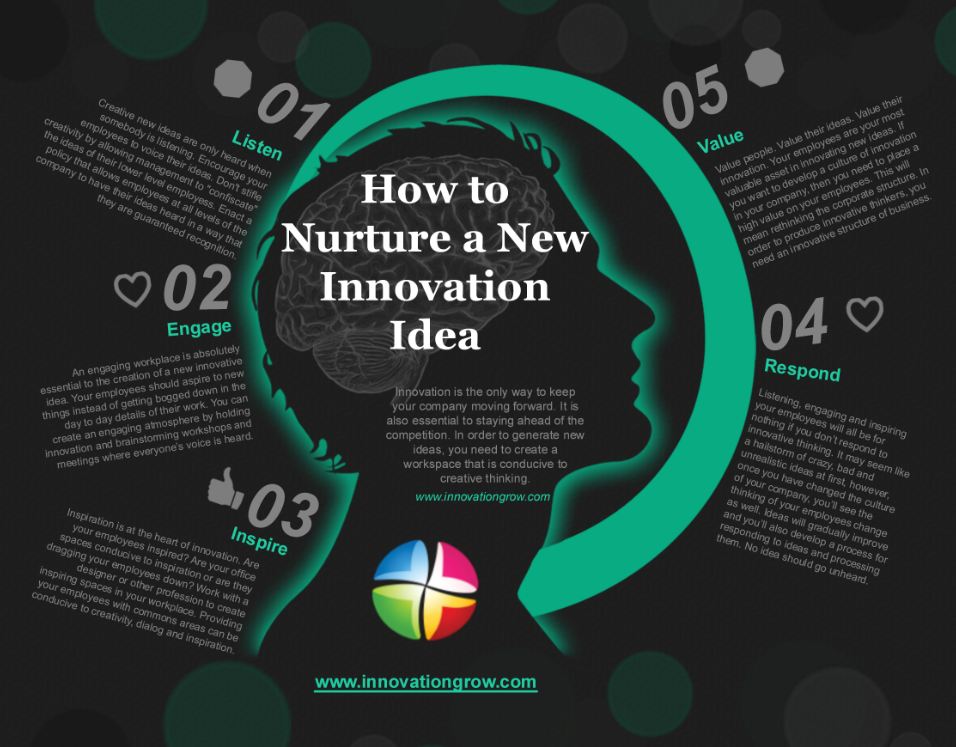 How to
Nurture a New
Innovation
Idea
Innovation is the only way to keep
your company moving forward. It is
also essential to staying ahead of the
competition. In order to generate new
ideas, you need to create a
workspace that is conducive to
creative thinking.
www.innovationgrow.com
01
Listen
Creative new ideas are only heard when
somebody is listening. Encourage your
employees to voice their ideas. Don't stifle
creativity by allowing management to "confiscate"
the ideas of their lower level employees. Enact a
policy that allows employees at all levels of the
company to have their ideas heard in a way that
they are guaranteed recognition.
02
Engage
An engaging workplace is absolutely
essential to the creation of a new innovative
idea. Your employees should aspire to new
things instead of getting bogged down in the
day to day details of their work. You can
create an engaging atmosphere by holding
innovation and brainstorming workshops and
meetings where everyone's voice is heard.
03
Inspire
Inspiration is at the heart of innovation. Are
your employees inspired? Are your office
spaces conducive to inspiration or are they
dragging your employees down? Work with a
designer or other profession to create
inspiring spaces in your workplace. Providing
your employees with commons areas can be
conducive to creativity, dialog and inspiration.
04
Respond
Listening, engaging and inspiring
your employees will all be for
nothing if you don't respond to
innovative thinking. It may seem like
a hailstorm of crazy, bad and
unrealistic ideas at first, however,
once you have changed the culture
of your company, you'll see the
thinking of your employees change
as well. Ideas will gradually improve
and you'll also develop a process for
responding to ideas and processing
them. No idea should go unheard.
05
Value
Value people. Value their ideas. Value their
innovation. Your employees are your most
valuable asset in innovating new ideas. If
you want to develop a culture of innovation
in your company, then you need to place a
high value on your employees. This will
mean rethinking the corporate structure. In
order to produce innovative thinkers, you
need an innovative structure of business.
www.innovationgrow.com